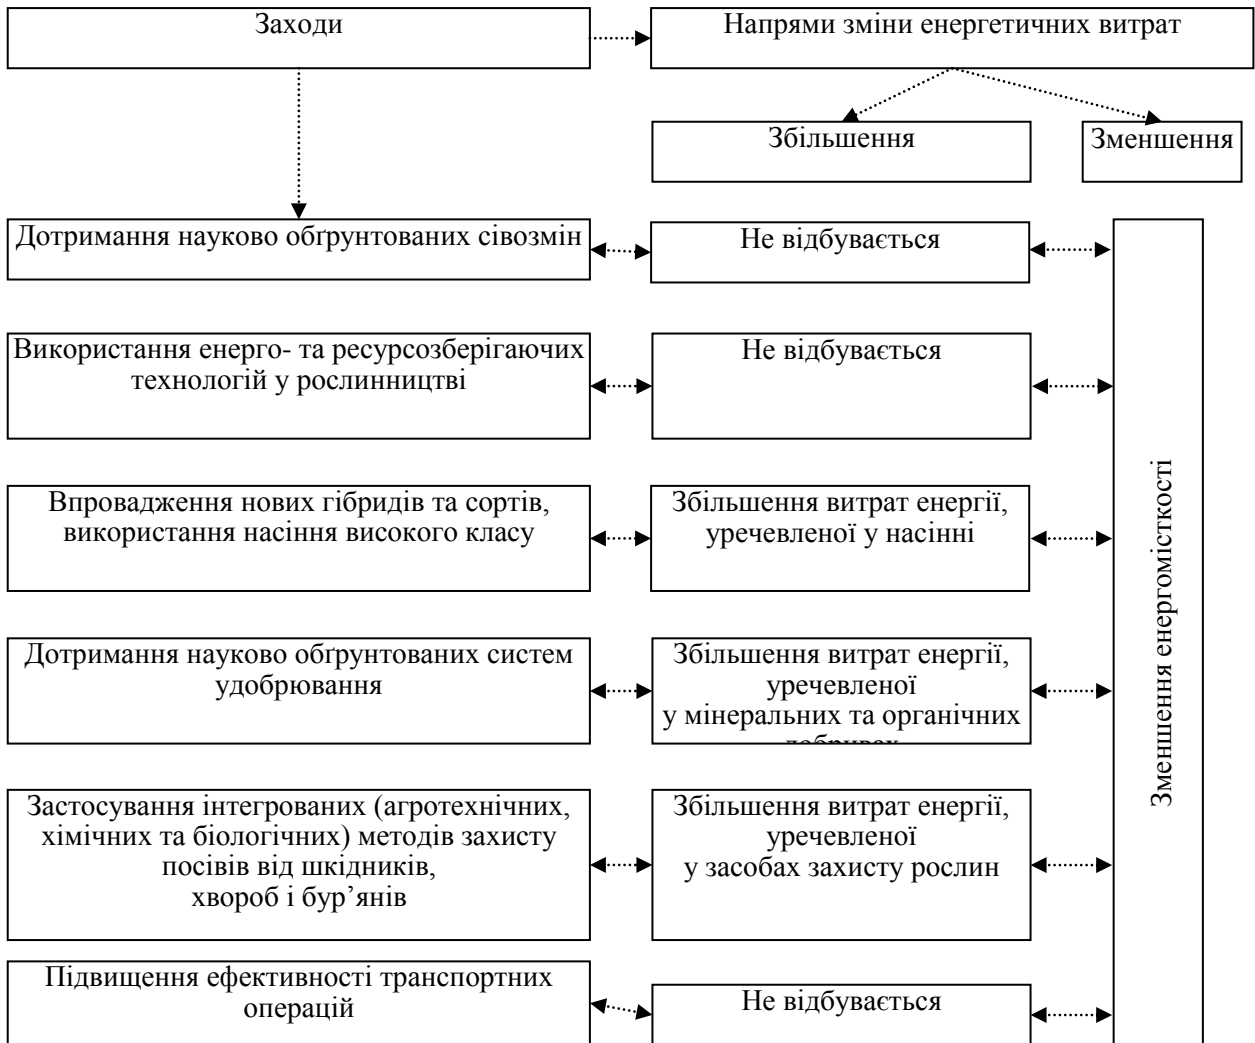 Заходи
Напрями зміни енергетичних витрат
Збільшення
Зменшення
Дотримання науково обґрунтованих сівозмін
Не відбувається
Використання енерго- та ресурсозберігаючих
технологій у рослинництві
Не відбувається
Впровадження нових гібридів та сортів,
використання насіння високого класу
Збільшення витрат енергії,
уречевленої у насінні
Дотримання науково обґрунтованих систем
удобрювання
Збільшення витрат енергії,
уречевленої
у мінеральних та органічних
добривах
Застосування інтегрованих (агротехнічних,
хімічних та біологічних) методів захисту
посівів від шкідників,
хвороб і бур’янів
Збільшення витрат енергії,
уречевленої
у засобах захисту рослин
Підвищення ефективності транспортних
операцій
Не відбувається
Зменшення енергомісткості